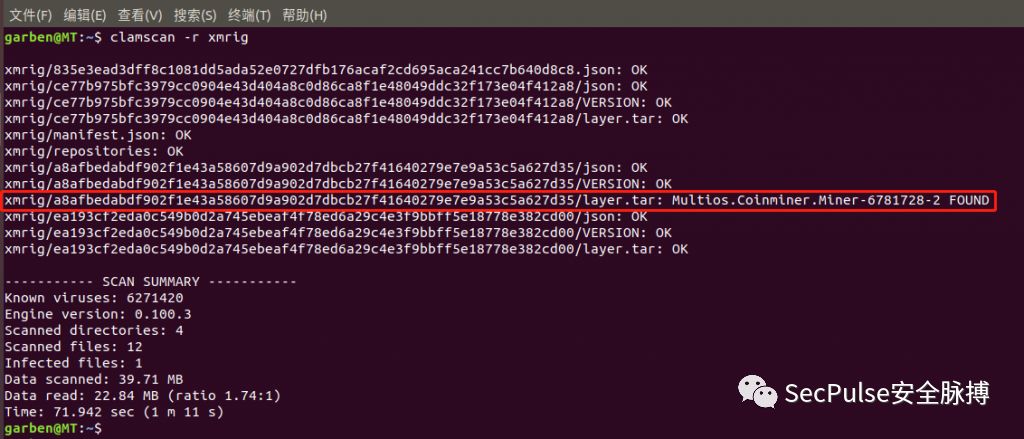 文件(F) 编辑(E) 查看(V) 搜索(S) 终端(T) 帮助(H)
garben@MT:~$ clamscan -r xmrig
xmrig/835e3ead3dff8c1081dd5ada52e0727dfb176acaf2cd695aca241cc7b640d8c8.json: OK
xmrig/ce77b975bfc3979cc0904e43d404a8c0d86ca8f1e48049ddc32f173e04f412a8/json: OK
xmrig/ce77b975bfc3979cc0904e43d404a8c0d86ca8f1e48049ddc32f173e04f412a8/VERSION: OK
xmrig/ce77b975bfc3979cc0904e43d404a8c0d86ca8f1e48049ddc32f173e04f412a8/layer.tar: OK
xmrig/manifest.json: OK
xmrig/repositories: OK
xmrig/a8afbedabdf902f1e43a58607d9a902d7dbcb27f41640279e7e9a53c5a627d35/json: OK
xmrig/a8afbedabdf902f1e43a58607d9a902d7dbcb27f41640279e7e9a53c5a627d35/VERSION: OK
xmrig/a8afbedabdf902f1e43a58607d9a902d7dbcb27f41640279e7e9a53c5a627d35/layer.tar: Multios.Coinminer.Miner-6781728-2 FOUND
xmrig/ea193cf2eda0c549b0d2a745ebeaf4f78ed6a29c4e3f9bbff5e18778e382cd00/json: OK
xmrig/ea193cf2eda0c549b0d2a745ebeaf4f78ed6a29c4e3f9bbff5e18778e382cd00/VERSION: OK
xmrig/ea193cf2eda0c549b0d2a745ebeaf4f78ed6a29c4e3f9bbff5e18778e382cd00/layer.tar: OK
----------- SCAN SUMMARY -----------
Known viruses: 6271420
Engine version: 0.100.3
Scanned directories: 4
Scanned files: 12
Infected files: 1
Data scanned: 39.71 MB
Data read: 22.84 MB (ratio 1.74:1)
Time: 71.942 sec (1 m 11 s)
garben@MT:~$
SecPulse安全脉搏